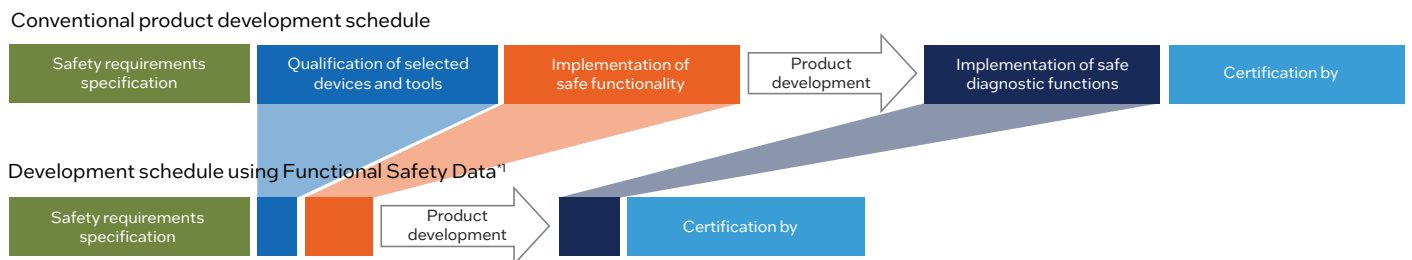 Conventional product development schedule
Safety requirements
specification
Qualification of selected
devices and tools
Implementation of
safe functionality
Product
development
Implementation of safe
diagnostic functions
Certification by
Development schedule using Functional Safety Data*1
Safety requirements
specification
Product
development
Certification by